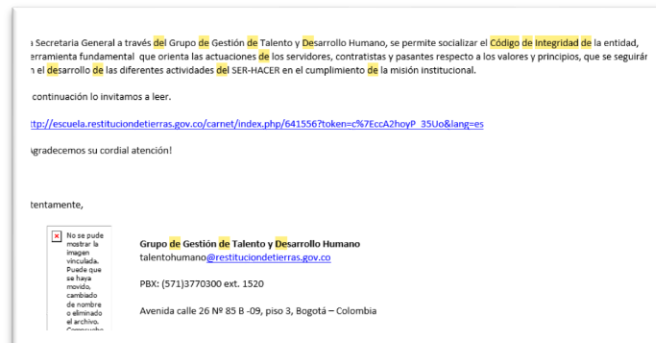 a Secretaria General a través del Grupo de Gestión de Talento y Desarrollo Humano, se permite socializar el Código de Integridad de la entidad,
erramienta fundamental que orienta las actuaciones de los servidores, contratistas y pasantes respecto a los valores y principios, que se seguirán
n el desarrollo de las diferentes actividades del SER-HACER en el cumplimiento de la misión institucional.
continuación lo invitamos a leer.
ttp://escuela.restituciondetierras.gov.co/carnet/index.php/641556?token=c%7EccA2hoyP_35Uo&lang=es
Agradecemos su cordial atención!
tentamente,
No se pude
mostrar la
imagen
vinculada.
Puede que
se haya
movido,
cambiado
de nombre
o eliminado
el archivo.
Grupo de Gestión de Talento y Desarrollo Humano
talentohumano@restituciondetierras.gov.co
PBX: (571)3770300 ext. 1520
Avenida calle 26 Nº 85 B -09, piso 3, Bogotá – Colombia